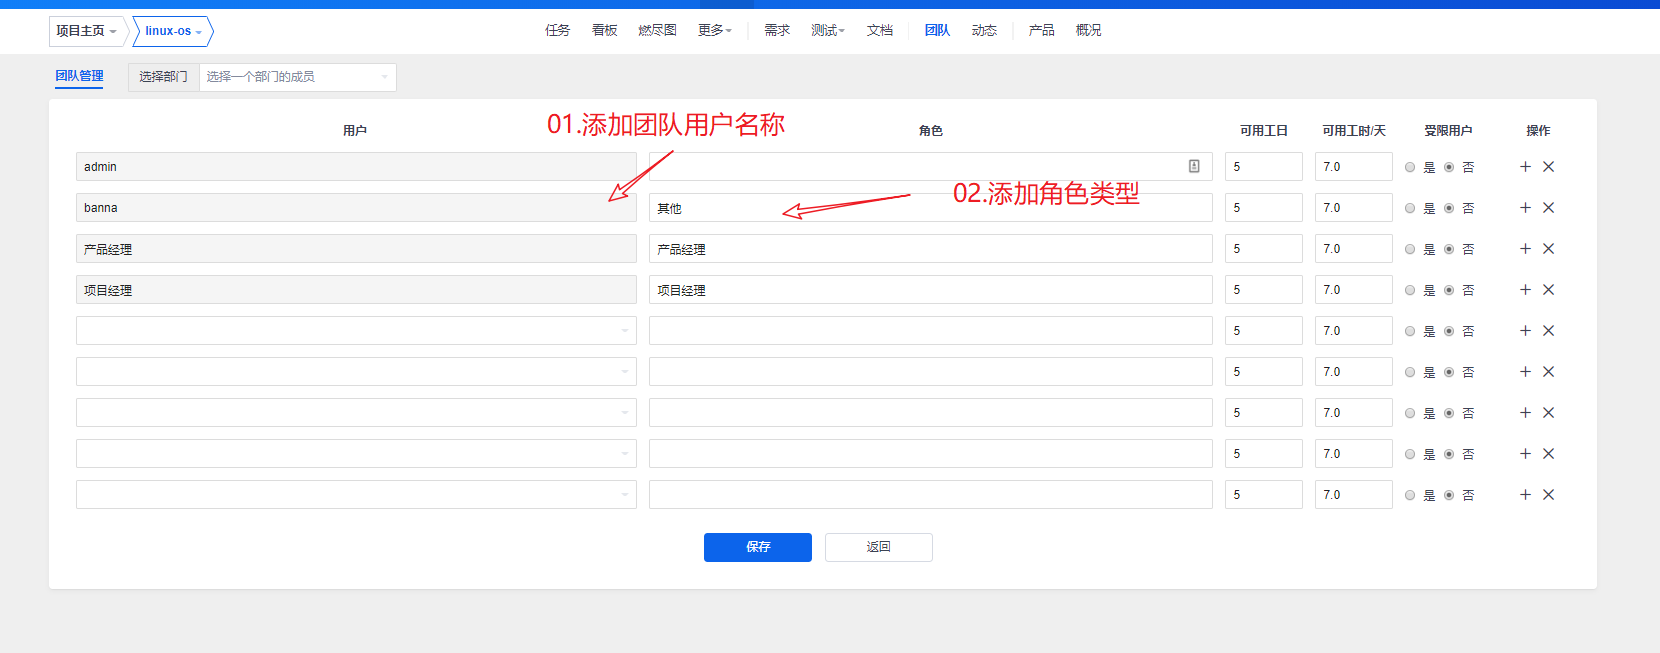 项目主页 linux-os 任务 看板 燃尽图 更多 需求 测试 文档 团队 动态 产品 概况
团队管理 选择部门 选择一个部门的成员
01.添加团队用户名称
用户 角色 可用工日 可用工时/天 受限用户 操作
admin 5 7.0 是 否
02.添加角色类型
banna 其他 5 7.0 是 否
产品经理 产品经理 5 7.0 是 否
项目经理 项目经理 5 7.0 是 否
5 7.0 是 否
5 7.0 是 否
5 7.0 是 否
5 7.0 是 否
5 7.0 是 否
保存 返回